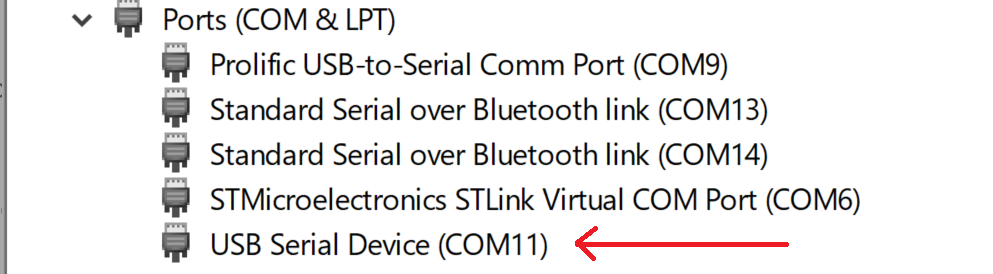 Ports (COM & LPT)
Prolific USB-to-Serial Comm Port (COM9)
Standard Serial over Bluetooth link (COM13)
Standard Serial over Bluetooth link (COM14)
STMicroelectronics STLink Virtual COM Port (COM6)
USB Serial Device (COM11)